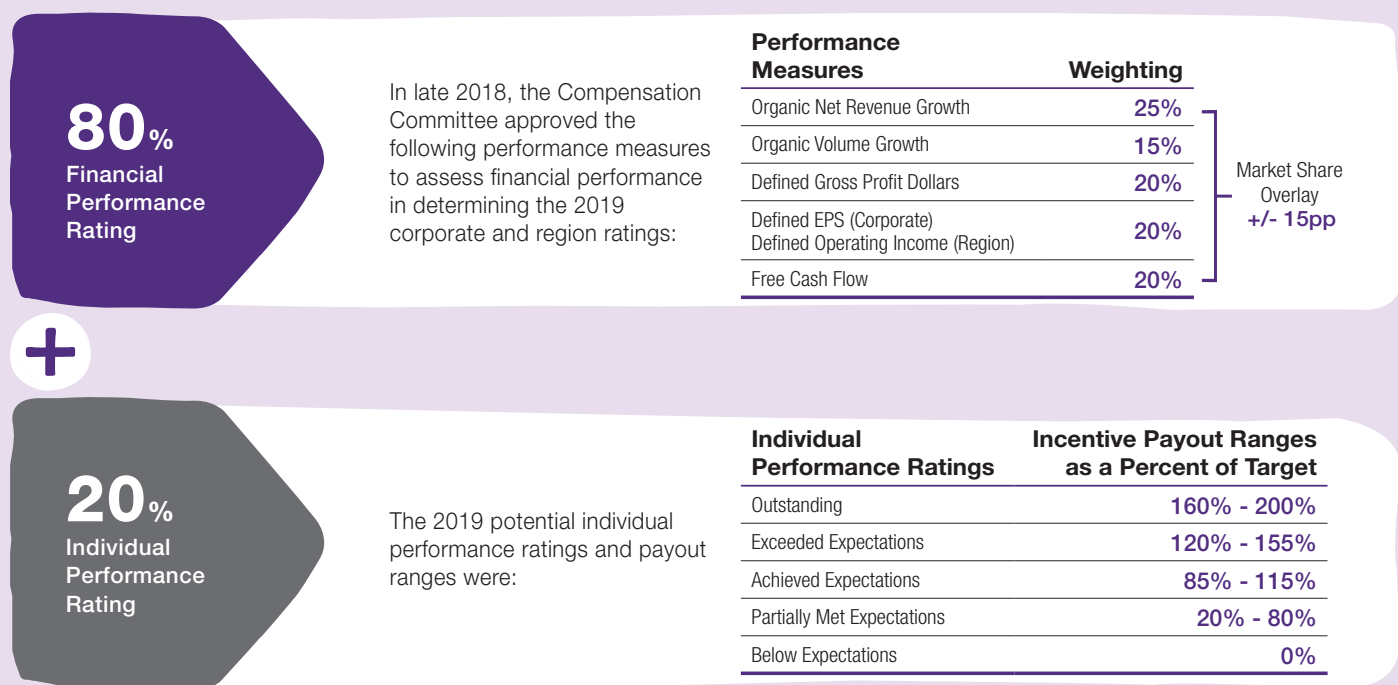 80%
Financial
Performance
Rating
In late 2018, the Compensation
Committee approved the
following performance measures
to assess financial performance
in determining the 2019
corporate and region ratings:
Performance
Measures Weighting
Organic Net Revenue Growth 25%
Organic Volume Growth 15%
Defined Gross Profit Dollars 20%
Defined EPS (Corporate)
Defined Operating Income (Region) 20%
Free Cash Flow 20%
Market Share
Overlay
+/- 15pp
+
20%
Individual
Performance
Rating
The 2019 potential individual
performance ratings and payout
ranges were:
Individual Incentive Payout Ranges
Performance Ratings as a Percent of Target
Outstanding 160% - 200%
Exceeded Expectations 120% - 155%
Achieved Expectations 85% - 115%
Partially Met Expectations 20% - 80%
Below Expectations 0%